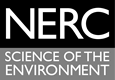 NERC
SCIENCE OF THE
ENVIRONMENT